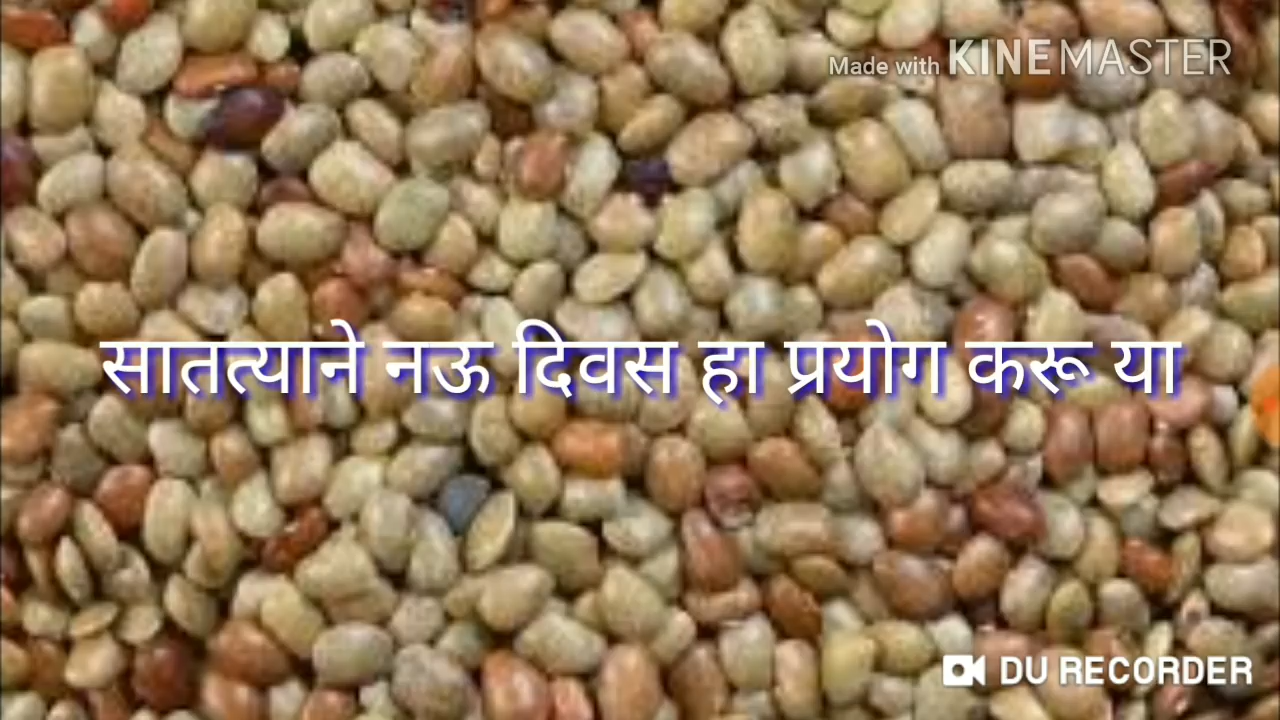 Made with KINEMASTER
सातत्याने नऊ दिवस हा प्रयोग करू या
DU RECORDER